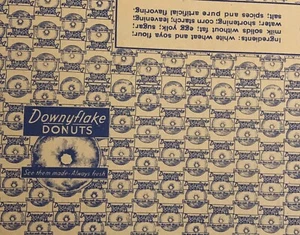 Downyflake
DONUTS
See them made - Always fresh
Ingredients: white wheat and soya flour;
milk solids without fat; egg yolk; sugar;
water; shortening; corn starch; leavening;
salt; spices and pure artificial flavoring.